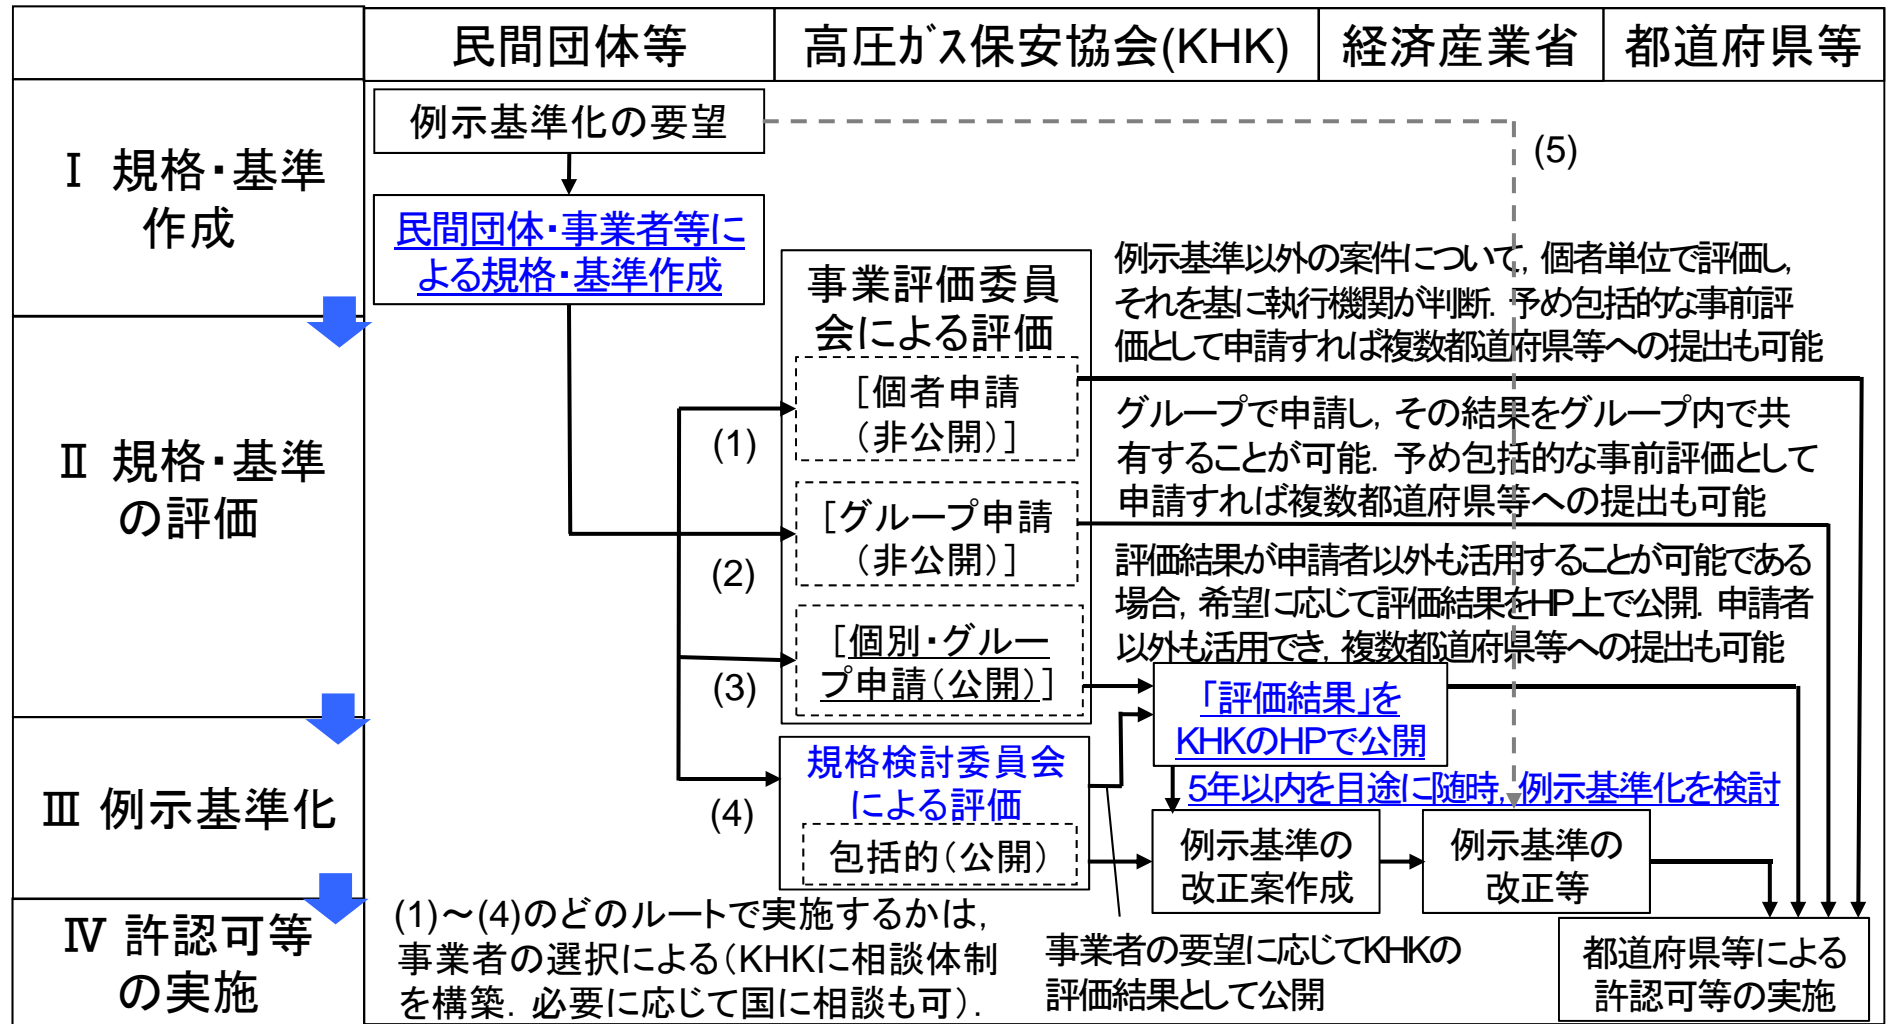 民間団体等
高圧ガス保安協会(KHK)
経済産業省
都道府県等
Ⅰ 規格・基準
作成
Ⅱ 規格・基準
の評価
Ⅲ 例示基準化
Ⅳ 許認可等
の実施
例示基準化の要望
(5)
民間団体・事業者等に
よる規格・基準作成
事業評価委員
会による評価
例示基準以外の案件について, 個者単位で評価し,
それを基に執行機関が判断. 予め包括的な事前評
価として申請すれば複数都道府県等への提出も可能
(1)
[個者申請
(非公開)]
グループで申請し, その結果をグループ内で共
有することが可能. 予め包括的な事前評価として
申請すれば複数都道府県等への提出も可能
(2)
[グループ申請
(非公開)]
評価結果が申請者以外も活用することが可能である
場合, 希望に応じて評価結果をHP上で公開. 申請者
以外も活用でき, 複数都道府県等への提出も可能
(3)
[個別・グルー
プ申請(公開)]
「評価結果」を
KHKのHPで公開
(4)
規格検討委員会
による評価
包括的(公開)
5年以内を目途に随時, 例示基準化を検討
例示基準の
改正案作成
例示基準の
改正等
(1)～(4)のどのルートで実施するかは,
事業者の選択による(KHKに相談体制
を構築. 必要に応じて国に相談も可).
事業者の要望に応じてKHKの
評価結果として公開
都道府県等による
許認可等の実施